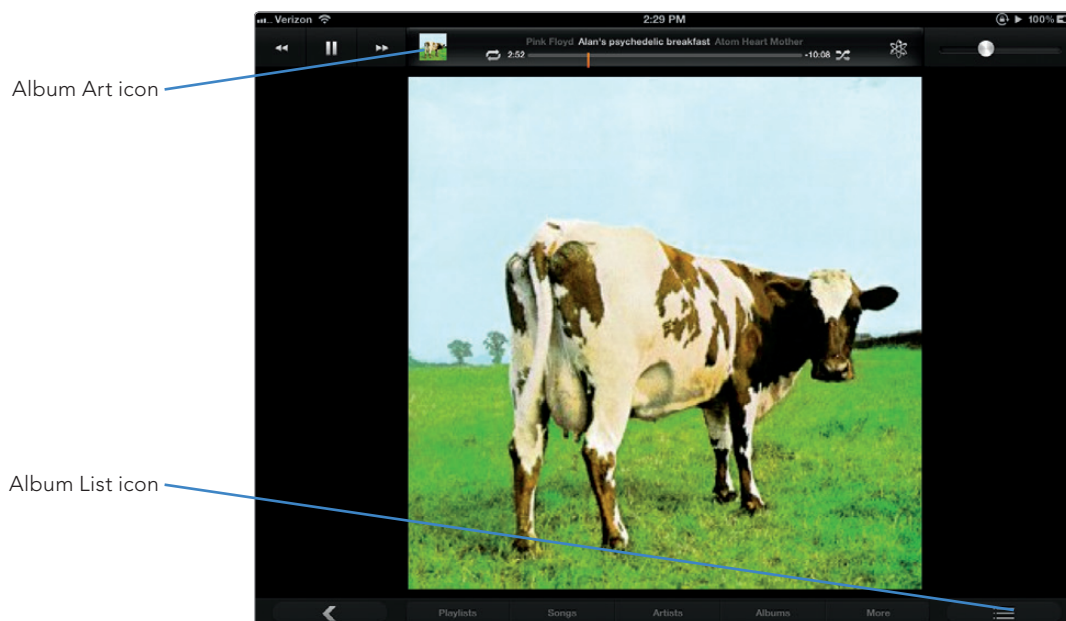 Verizon 2:29 PM 100%
Pink Floyd Alan's psychedelic breakfast Atom Heart Mother
2:52 -10:08
Album Art icon
Album List icon
Playlists Songs Artists Albums More